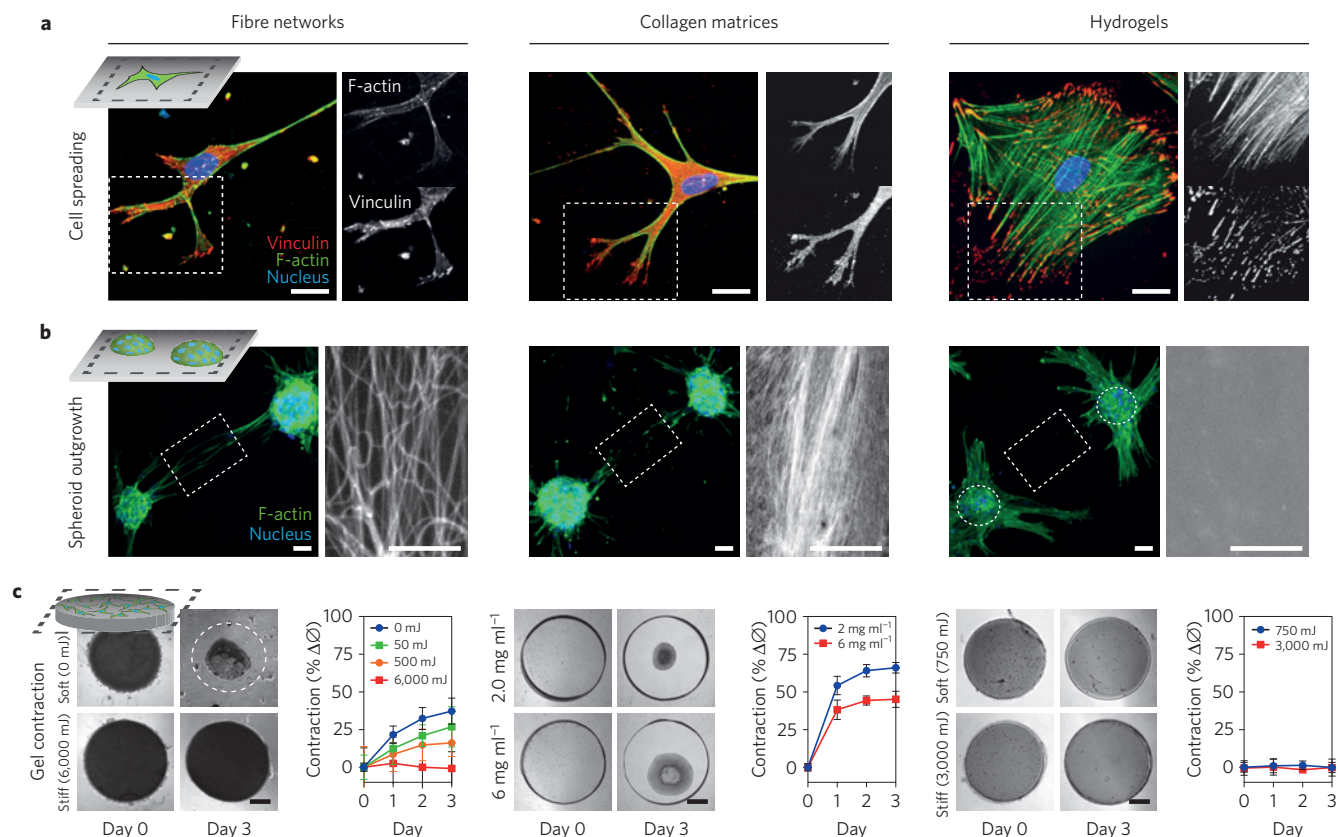 Fibre networks
Collagen matrices
Hydrogels
a
Cell spreading
F-actin
Vinculin
Vinculin
F-actin
Nucleus
b
Spheroid outgrowth
F-actin
Nucleus
c
Gel contraction
Soft (0 mJ)
Stiff (6,000 mJ)
Day 0
Day 3
Contraction (% ΔØ)
100
75
50
25
0
0 mJ
50 mJ
500 mJ
6,000 mJ
0 1 2 3
Day
2.0 mg ml⁻¹
6 mg ml⁻¹
Day 0
Day 3
Contraction (% ΔØ)
100
75
50
25
0
2 mg ml⁻¹
6 mg ml⁻¹
0 1 2 3
Day
Soft (750 mJ)
Stiff (3,000 mJ)
Day 0
Day 3
Contraction (% ΔØ)
100
75
50
25
0
750 mJ
3,000 mJ
0 1 2 3
Day